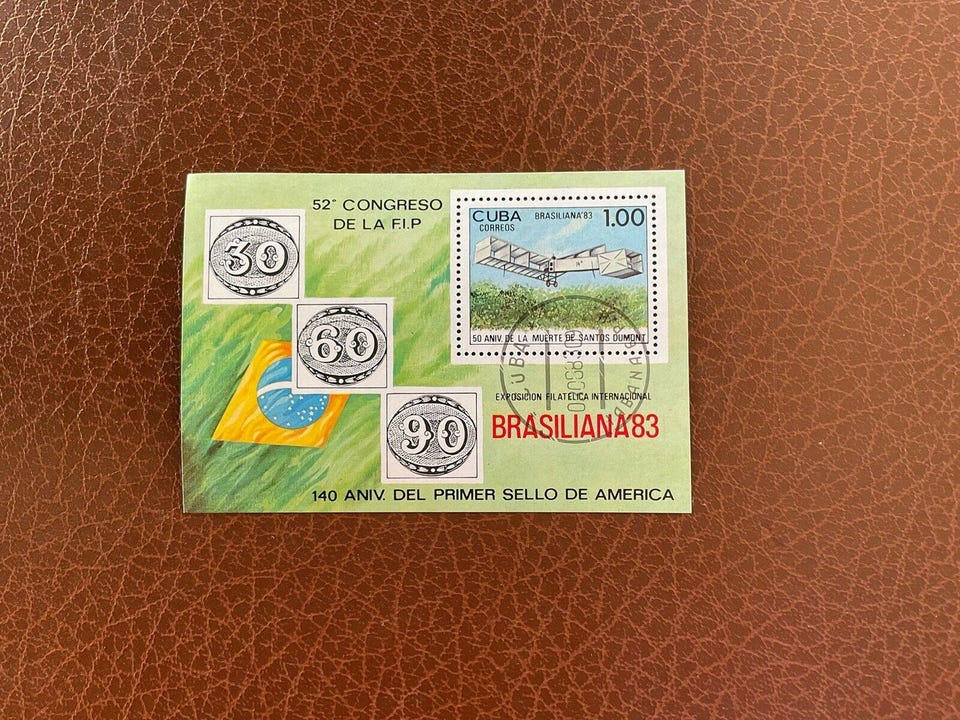 52° CONGRESO
DE LA F.I.P
30
60
90
CUBA BRASILIANA'83 1.00
CORREOS
50 ANIV. DE LA MUERTE DE SANTOS DUMONT
EXPOSICION FILATELICA INTERNACIONAL
BRASILIANA83
140 ANIV. DEL PRIMER SELLO DE AMERICA
CUBA